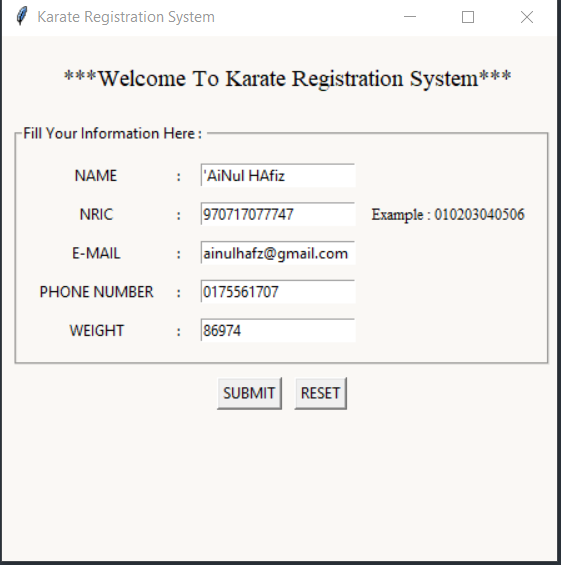 Karate Registration System
***Welcome To Karate Registration System***
Fill Your Information Here :
NAME : 'AiNul HAfiz
NRIC : 970717077747 Example : 010203040506
E-MAIL : ainulhafz@gmail.com
PHONE NUMBER : 0175561707
WEIGHT : 86974
SUBMIT RESET